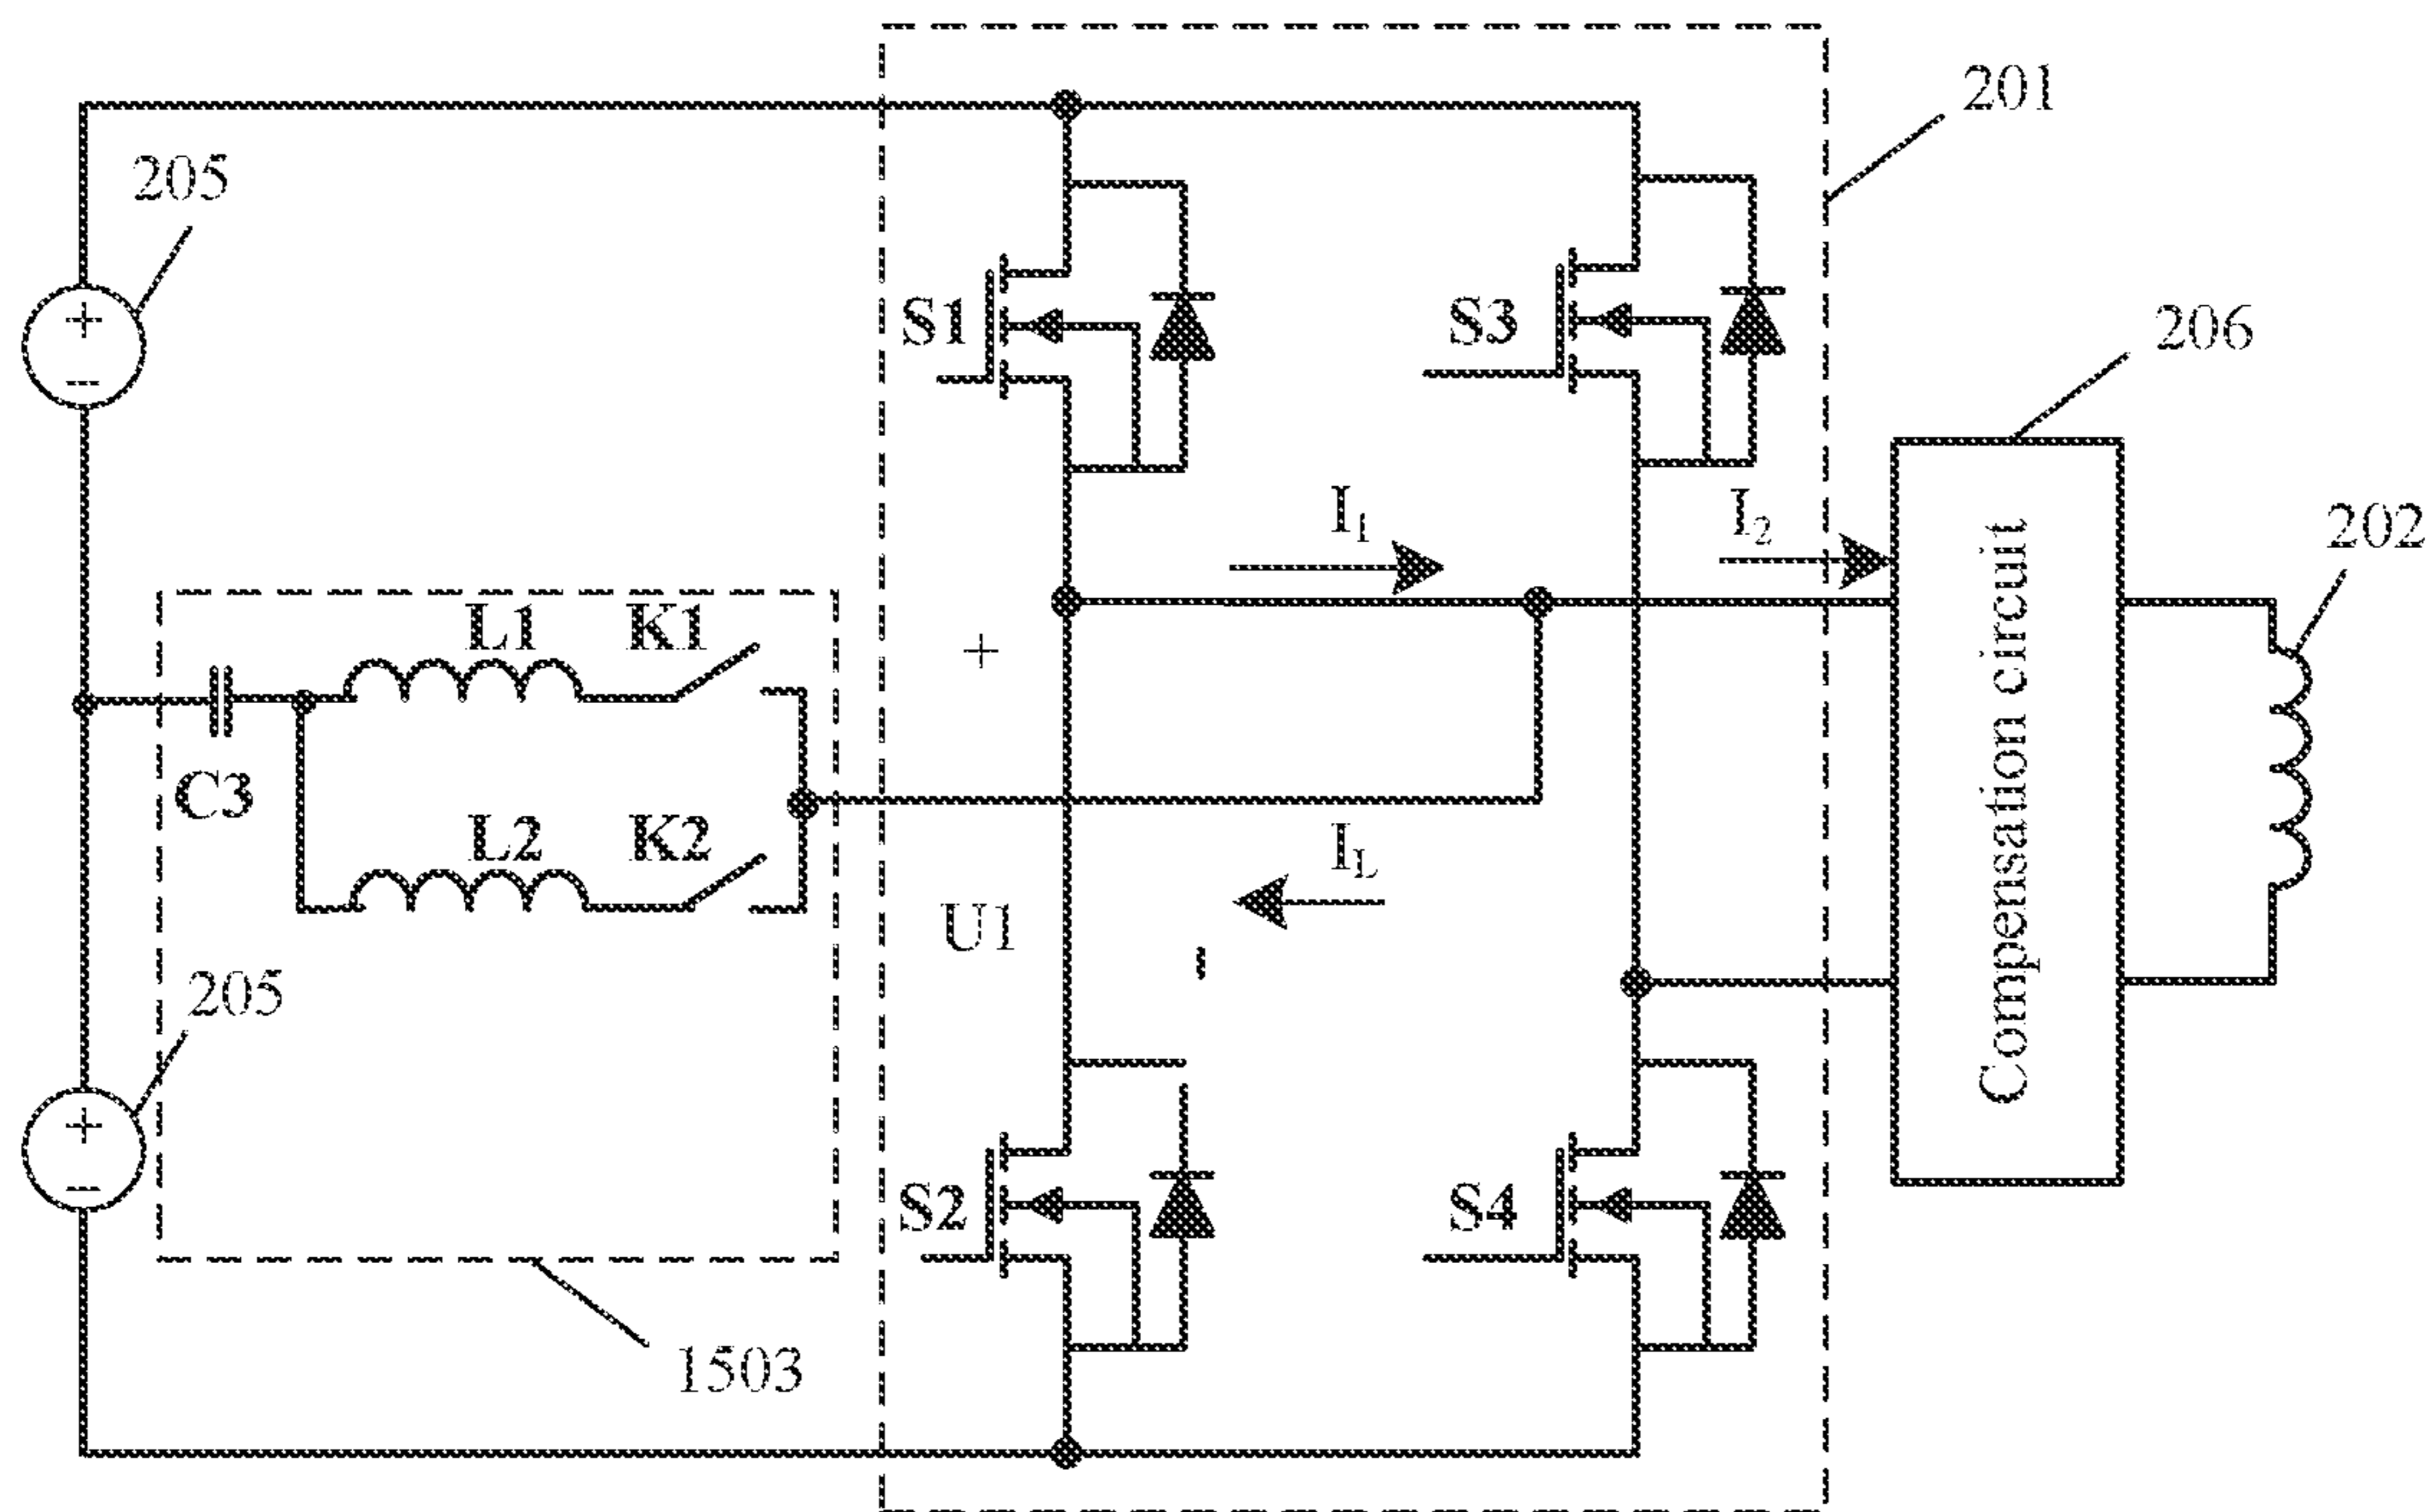 201
205
+
−
S1
S3
206
I₁
I₂
202
L1
K1
+
Compensation circuit
C3
L2
K2
I_L
U1
-
205
+
−
S2
S4
1503